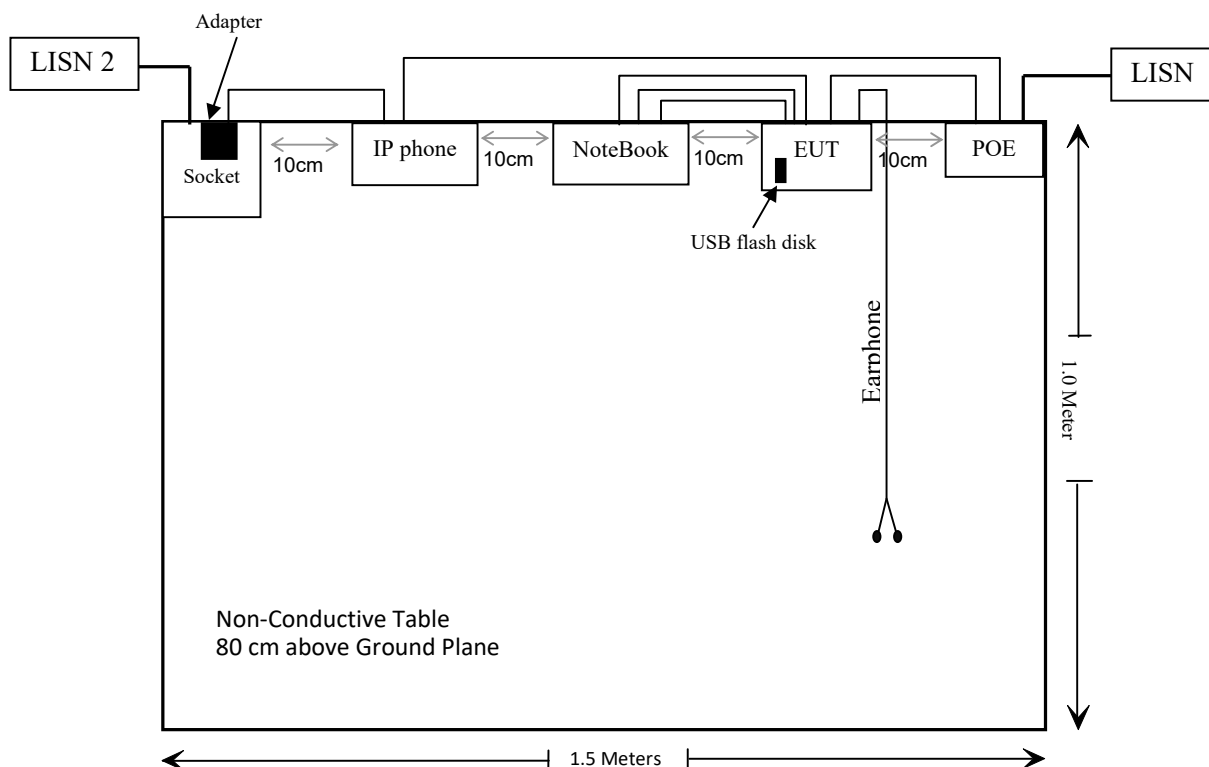 Adapter
LISN 2
LISN
Socket
10cm
IP phone
10cm
NoteBook
10cm
EUT
10cm
POE
USB flash disk
Earphone
1.0 Meter
Non-Conductive Table
80 cm above Ground Plane
1.5 Meters